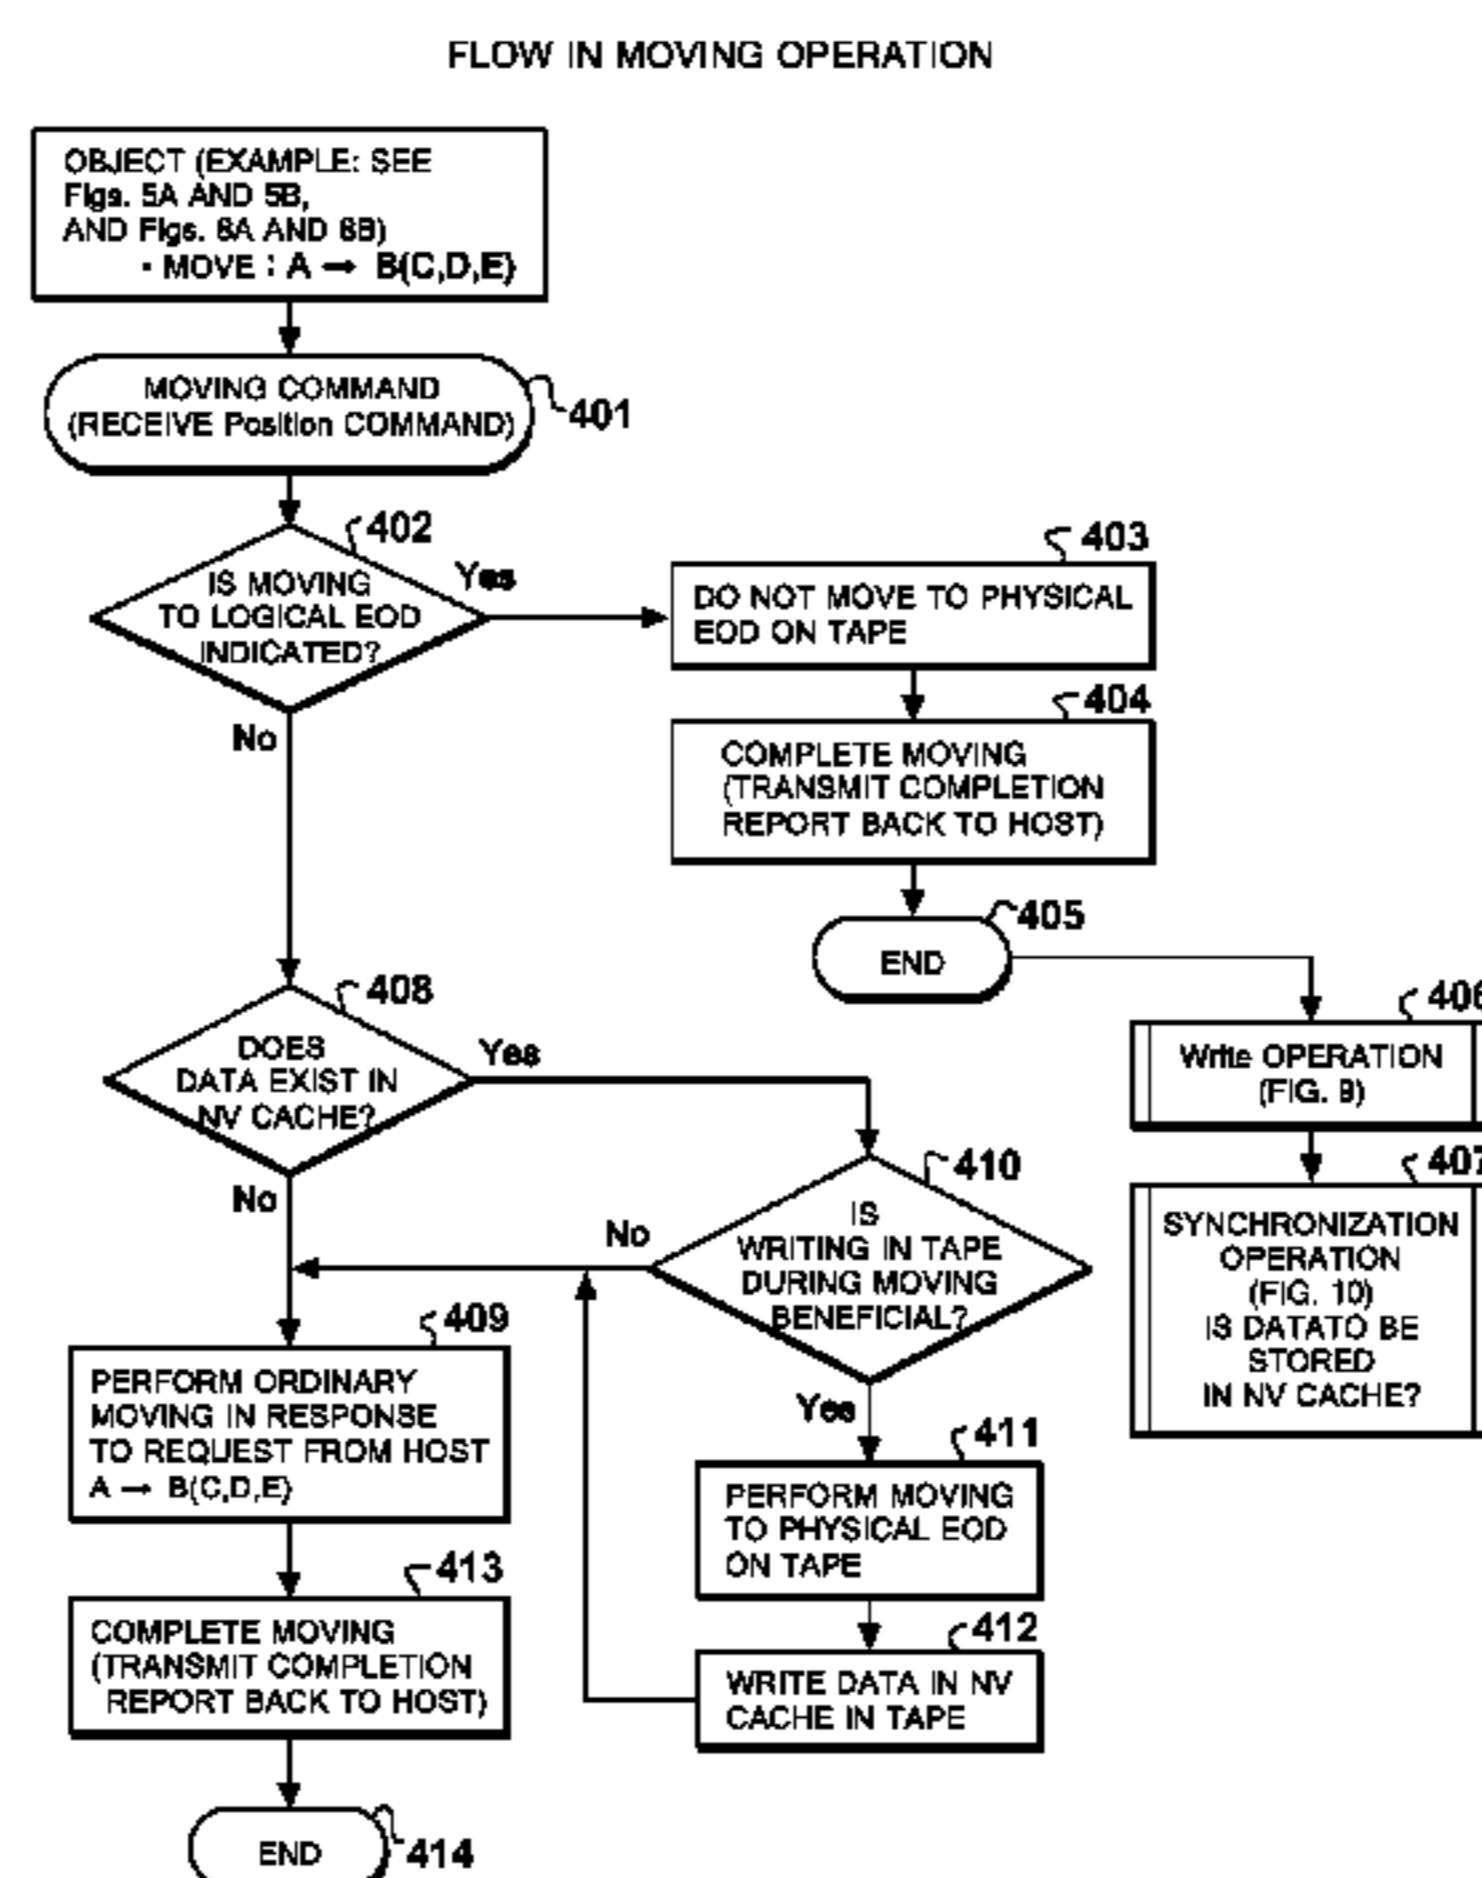 FLOW IN MOVING OPERATION
OBJECT (EXAMPLE: SEE
Figs. 5A AND 5B,
AND Figs. 6A AND 6B)
· MOVE : A → B(C,D,E)
MOVING COMMAND
(RECEIVE Position COMMAND)
401
402
IS MOVING
TO LOGICAL EOD
INDICATED?
Yes
No
403
DO NOT MOVE TO PHYSICAL
EOD ON TAPE
404
COMPLETE MOVING
(TRANSMIT COMPLETION
REPORT BACK TO HOST)
405
END
406
Write OPERATION
(FIG. 9)
407
SYNCHRONIZATION
OPERATION
(FIG. 10)
IS DATATO BE
STORED
IN NV CACHE?
408
DOES
DATA EXIST IN
NV CACHE?
Yes
No
410
IS
WRITING IN TAPE
DURING MOVING
BENEFICIAL?
No
Yes
409
PERFORM ORDINARY
MOVING IN RESPONSE
TO REQUEST FROM HOST
A → B(C,D,E)
411
PERFORM MOVING
TO PHYSICAL EOD
ON TAPE
412
WRITE DATA IN NV
CACHE IN TAPE
413
COMPLETE MOVING
(TRANSMIT COMPLETION
REPORT BACK TO HOST)
END
414